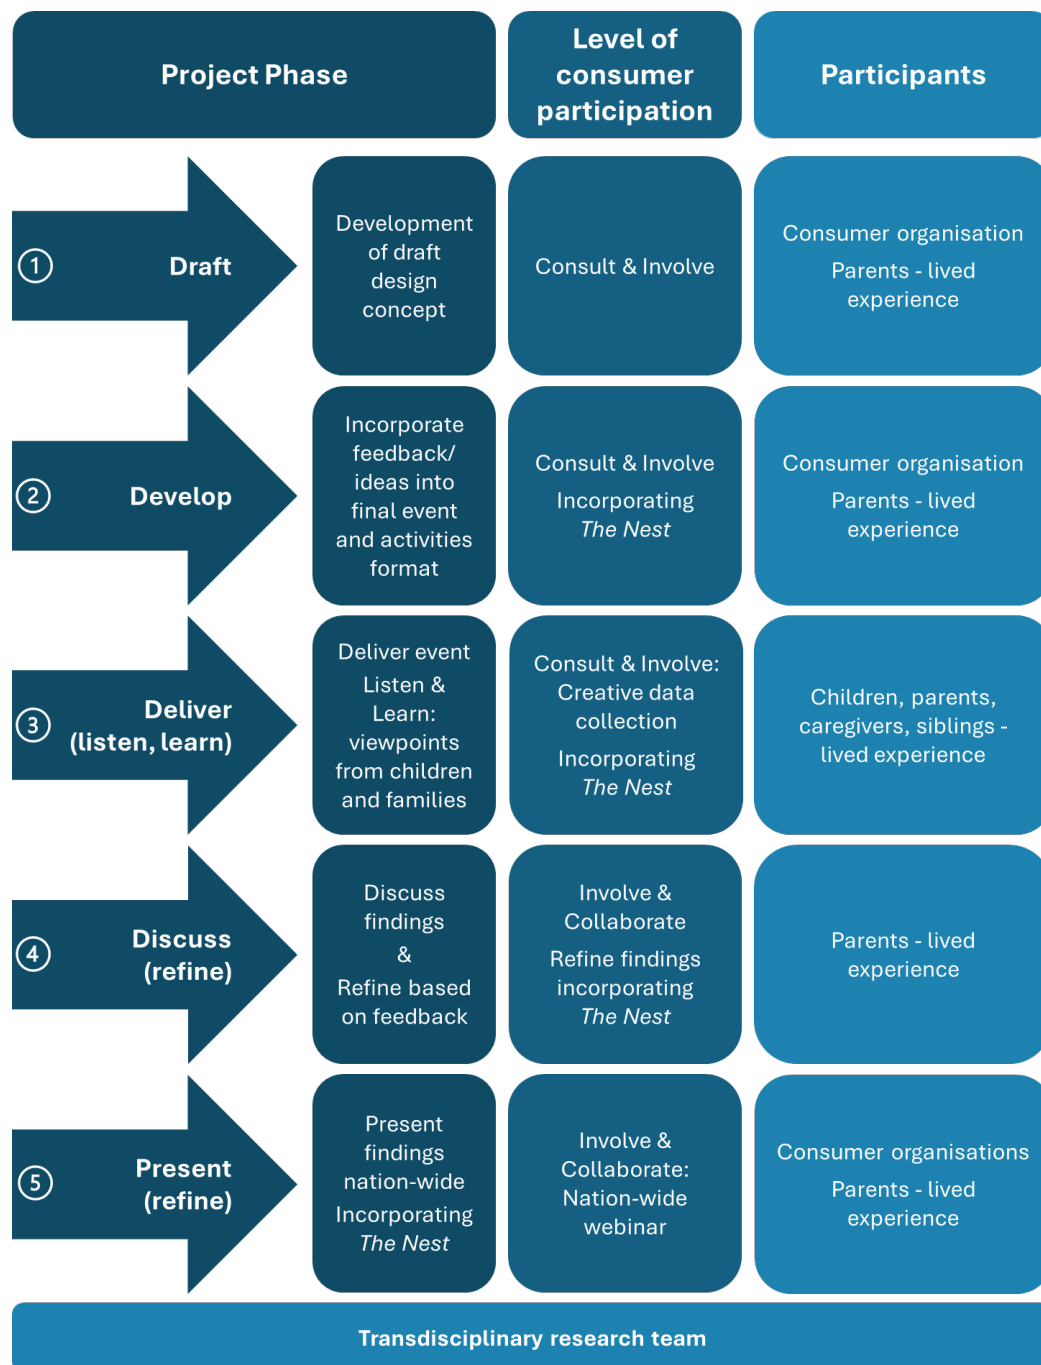 Project Phase
Level of
consumer
participation
Participants
①
Draft
Development
of draft
design
concept
Consult & Involve
Consumer organisation
Parents - lived
experience
②
Develop
Incorporate
feedback/
ideas into
final event
and activities
format
Consult & Involve
Incorporating
The Nest
Consumer organisation
Parents - lived
experience
③
Deliver
(listen, learn)
Deliver event
Listen &
Learn:
viewpoints
from children
and families
Consult & Involve:
Creative data
collection
Incorporating
The Nest
Children, parents,
caregivers, siblings -
lived experience
④
Discuss
(refine)
Discuss
findings
&
Refine based
on feedback
Involve &
Collaborate
Refine findings
incorporating
The Nest
Parents - lived
experience
⑤
Present
(refine)
Present
findings
nation-wide
Incorporating
The Nest
Involve &
Collaborate:
Nation-wide
webinar
Consumer organisations
Parents - lived
experience
Transdisciplinary research team